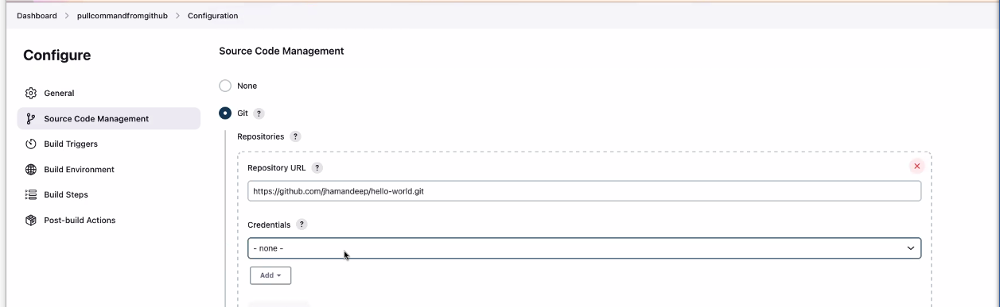 Dashboard > pullcommandfromgithub > Configuration
Configure
General
Source Code Management
Build Triggers
Build Environment
Build Steps
Post-build Actions
Source Code Management
None
Git ?
Repositories ?
Repository URL ?
https://github.com/jhamandeep/hello-world.git
Credentials ?
- none -
Add